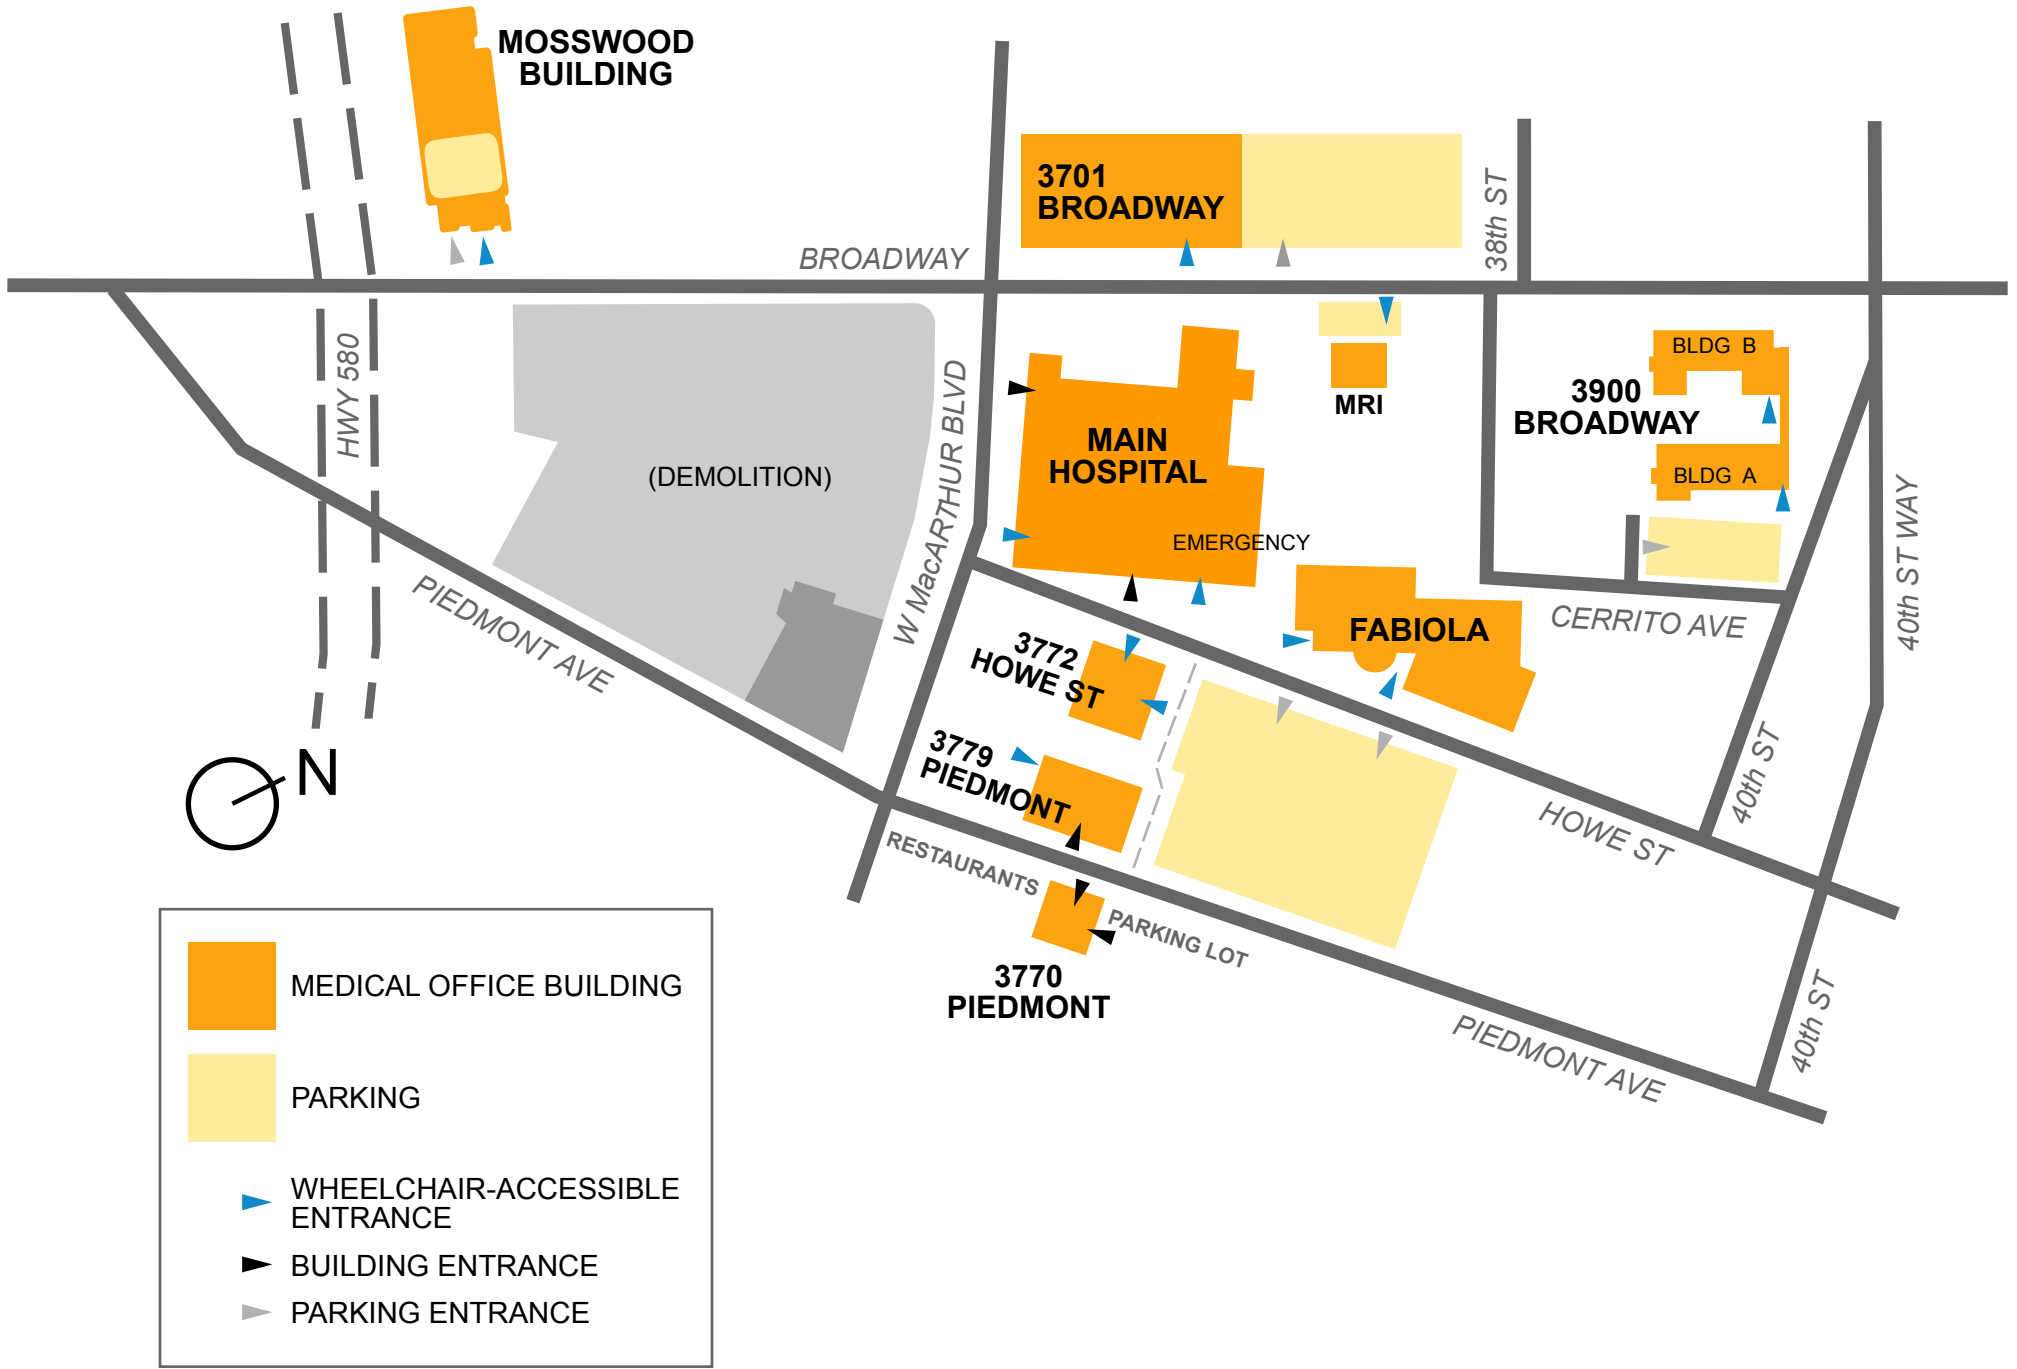 MOSSWOOD
BUILDING
3701
BROADWAY
38th ST
BROADWAY
HWY 580
W MacARTHUR BLVD
(DEMOLITION)
MAIN
HOSPITAL
EMERGENCY
MRI
3900
BROADWAY
BLDG B
BLDG A
40th ST WAY
CERRITO AVE
FABIOLA
PIEDMONT AVE
3772
HOWE ST
3779
PIEDMONT
40th ST
HOWE ST
N
RESTAURANTS
PARKING LOT
3770
PIEDMONT
PIEDMONT AVE
40th ST
MEDICAL OFFICE BUILDING
PARKING
WHEELCHAIR-ACCESSIBLE
ENTRANCE
BUILDING ENTRANCE
PARKING ENTRANCE